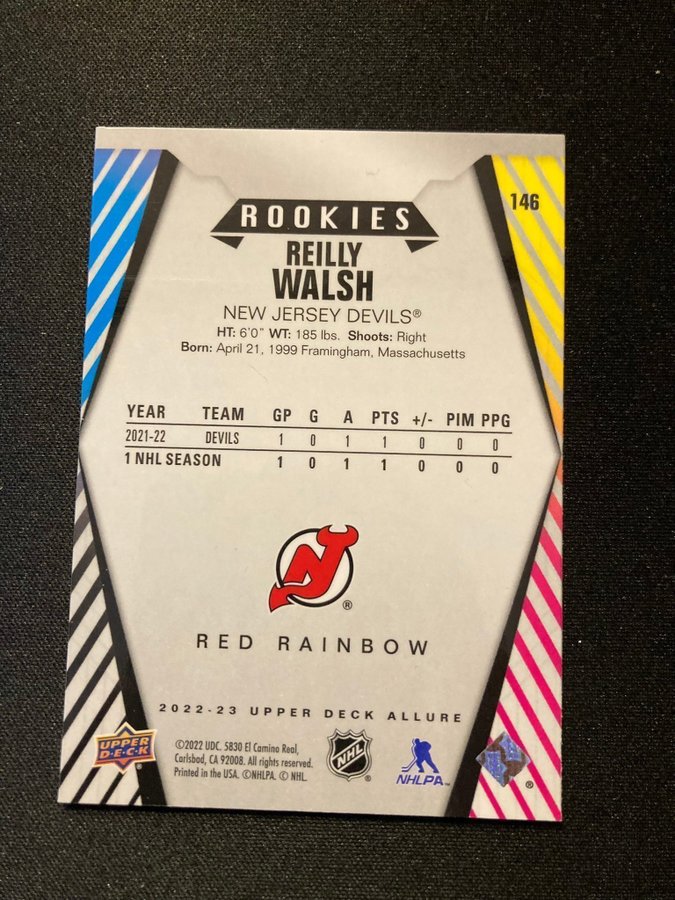 146
ROOKIES
REILLY
WALSH
NEW JERSEY DEVILS®
HT: 6'0" WT: 185 lbs. Shoots: Right
Born: April 21, 1999 Framingham, Massachusetts
YEAR TEAM GP G A PTS +/- PIM PPG
2021-22 DEVILS 1 0 1 1 0 0 0
1 NHL SEASON 1 0 1 1 0 0 0
NJ ®
RED RAINBOW
2022-23 UPPER DECK ALLURE
UPPER
D·E·C·K
©2022 UDC. 5830 El Camino Real,
Carlsbad, CA 92008. All rights reserved.
Printed in the USA. ©NHLPA. © NHL.
NHL ®
NHLPA™
®